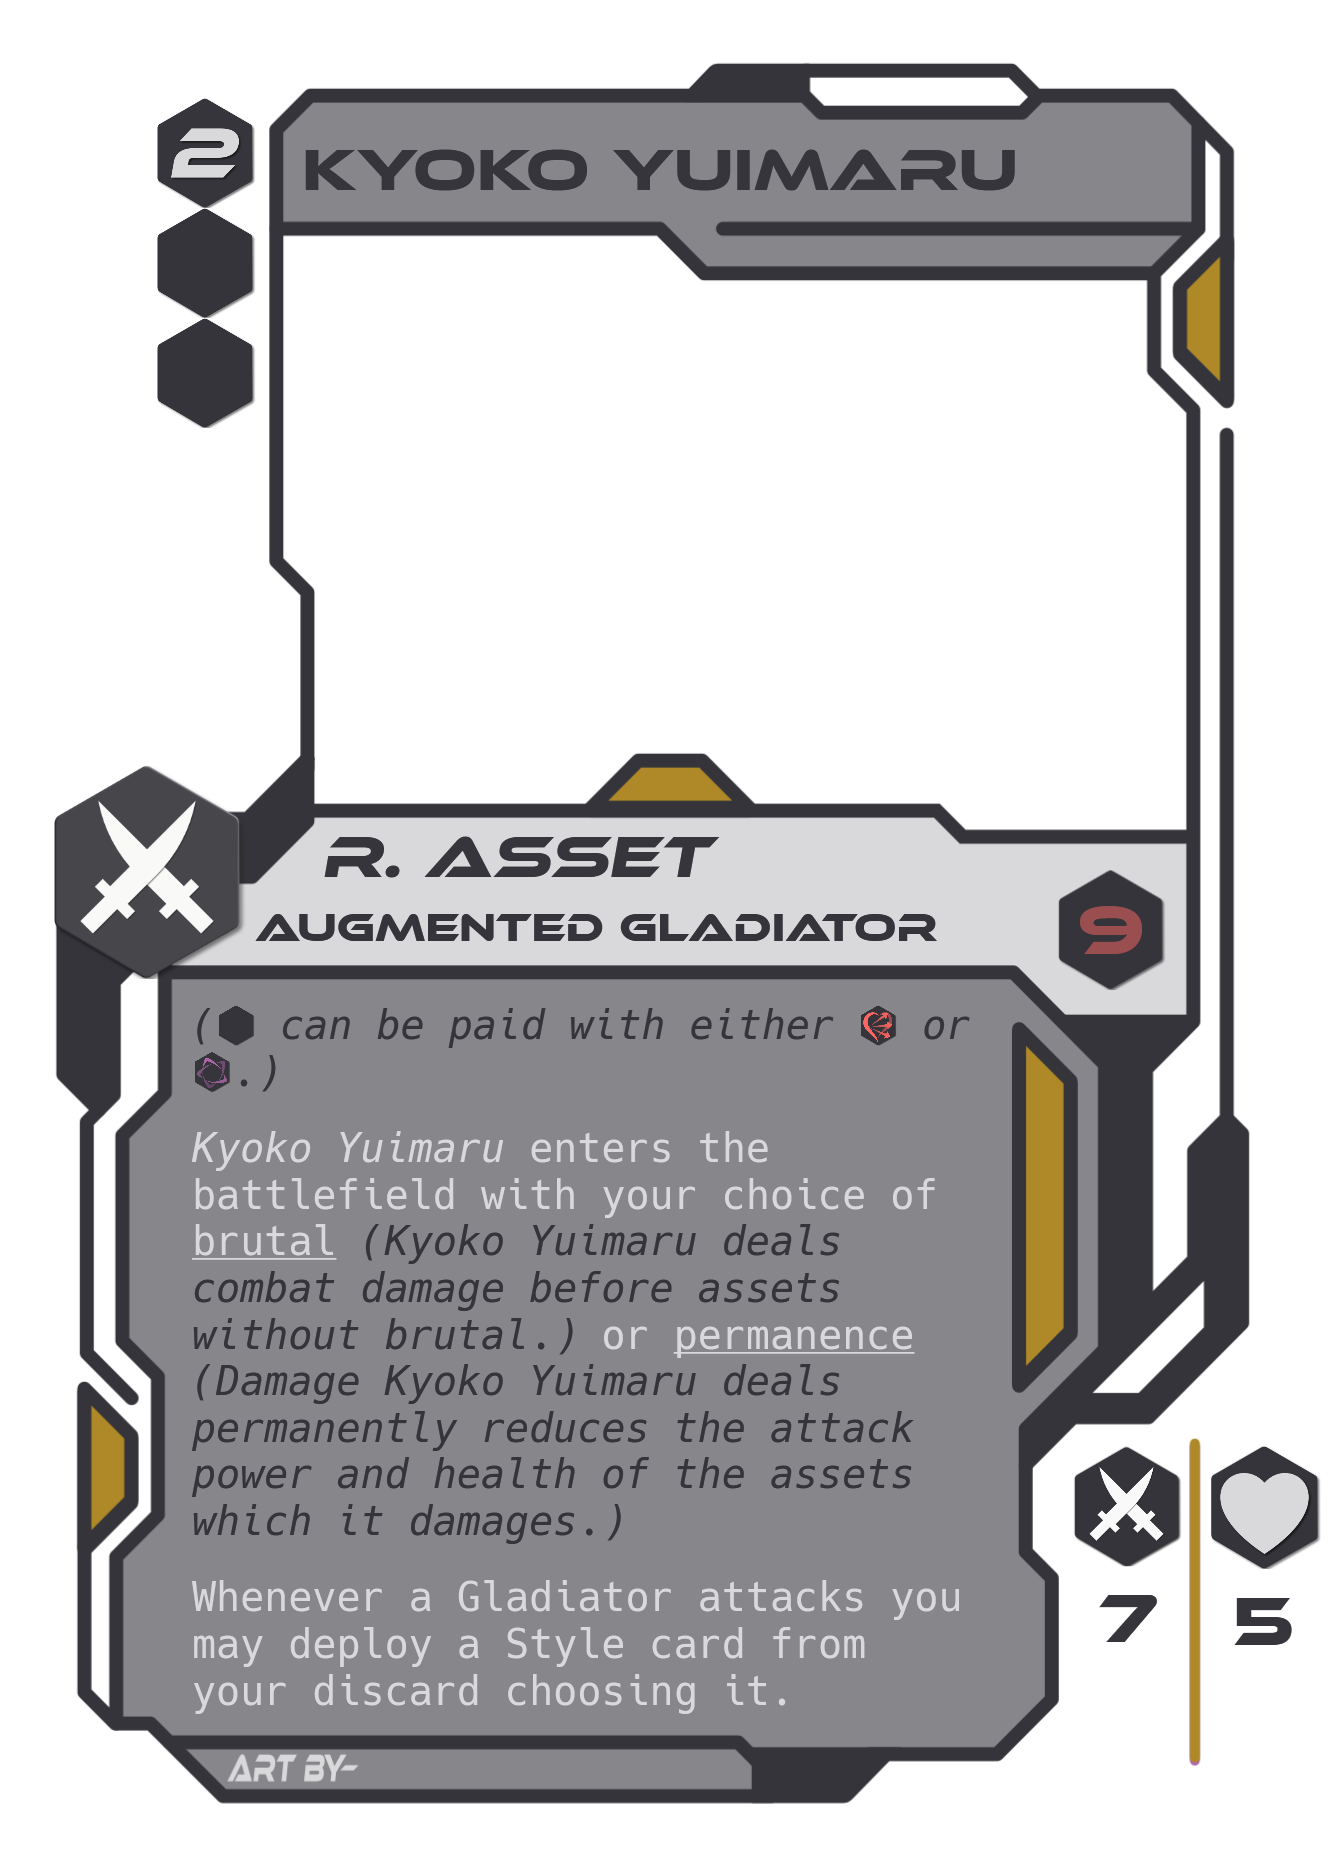 2
KYOKO YUIMARU
R. ASSET
AUGMENTED GLADIATOR
9
( can be paid with either or
.)
Kyoko Yuimaru enters the
battlefield with your choice of
brutal (Kyoko Yuimaru deals
combat damage before assets
without brutal.) or permanence
(Damage Kyoko Yuimaru deals
permanently reduces the attack
power and health of the assets
which it damages.)
Whenever a Gladiator attacks you
may deploy a Style card from
your discard choosing it.
7
5
ART BY-